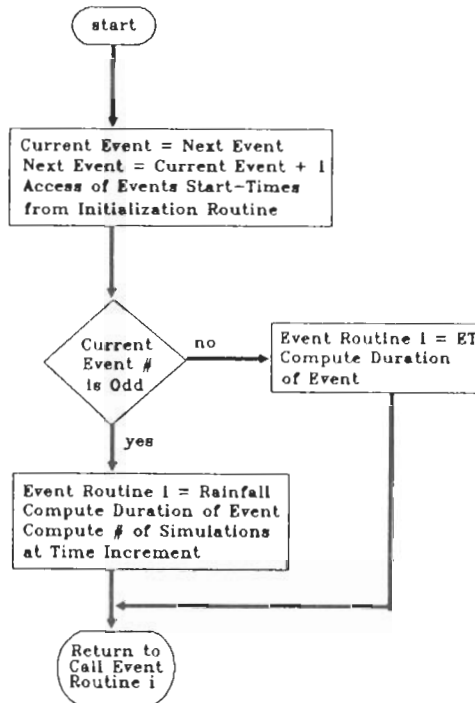 start
Current Event = Next Event
Next Event = Current Event + 1
Access of Events Start-Times
from Initialization Routine
Current
Event #
is Odd
no
Event Routine i = ET
Compute Duration
of Event
yes
Event Routine i = Rainfall
Compute Duration of Event
Compute # of Simulations
at Time Increment
Return to
Call Event
Routine i